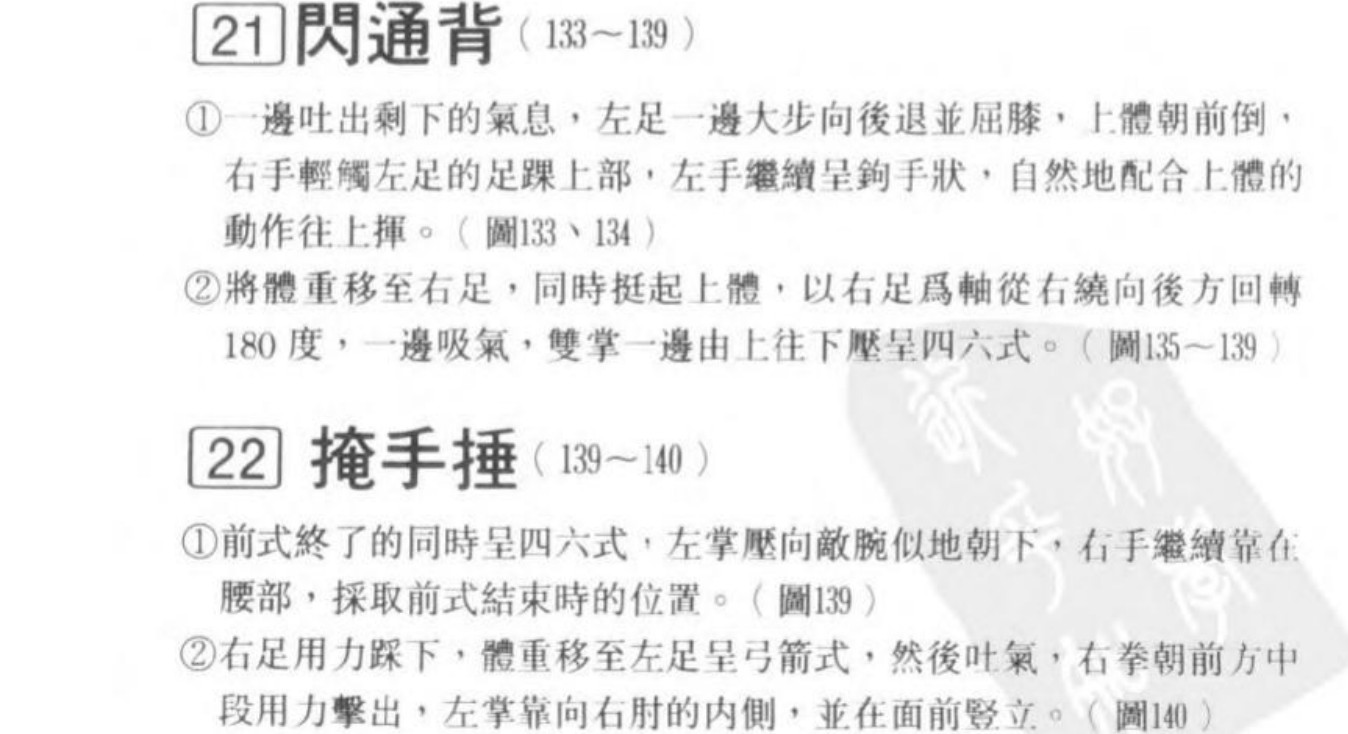 21 閃通背（133～139）
①一邊吐出剩下的氣息，左足一邊大步向後退並屈膝，上體朝前倒，
右手輕觸左足的足踝上部，左手繼續呈鉤手狀，自然地配合上體的
動作往上揮。（圖133、134）
②將體重移至右足，同時挺起上體，以右足爲軸從右繞向後方回轉
180 度，一邊吸氣，雙掌一邊由上往下壓呈四六式。（圖135～139）
22 掩手捶（139～140）
①前式終了的同時呈四六式，左掌壓向敵腕似地朝下，右手繼續靠在
腰部，採取前式結束時的位置。（圖139）
②右足用力踩下，體重移至左足呈弓箭式，然後吐氣，右拳朝前方中
段用力擊出，左掌靠向右肘的内側，並在面前豎立。（圖140）